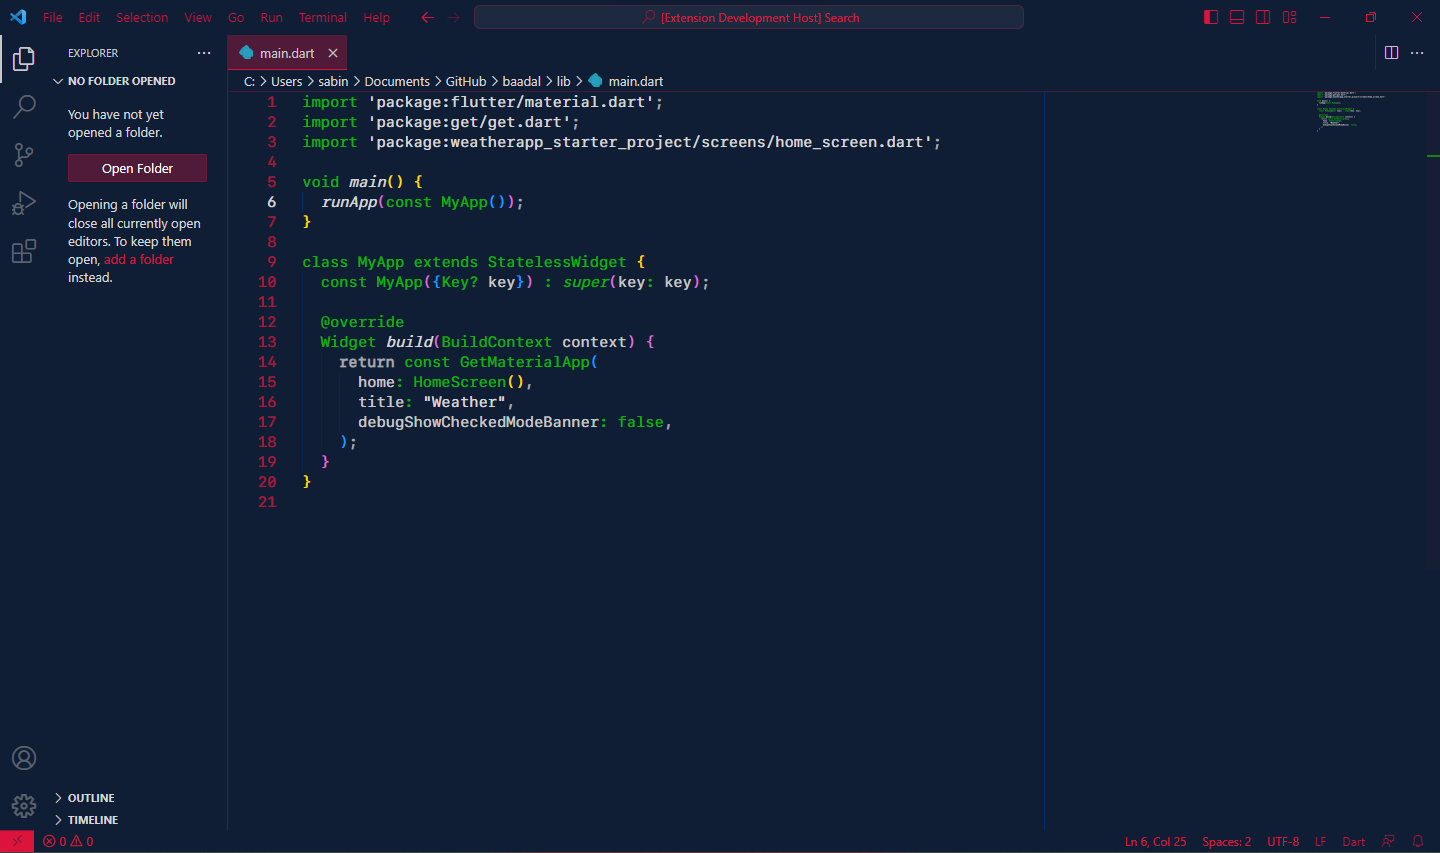 File Edit Selection View Go Run Terminal Help [Extension Development Host] Search
EXPLORER
NO FOLDER OPENED
You have not yet
opened a folder.
Open Folder
Opening a folder will
close all currently open
editors. To keep them
open, add a folder
instead.
OUTLINE
TIMELINE
main.dart
C: > Users > sabin > Documents > GitHub > baadal > lib > main.dart
1 import 'package:flutter/material.dart';
2 import 'package:get/get.dart';
3 import 'package:weatherapp_starter_project/screens/home_screen.dart';
4
5 void main() {
6   runApp(const MyApp());
7 }
8
9 class MyApp extends StatelessWidget {
10   const MyApp({Key? key}) : super(key: key);
11
12   @override
13   Widget build(BuildContext context) {
14     return const GetMaterialApp(
15       home: HomeScreen(),
16       title: "Weather",
17       debugShowCheckedModeBanner: false,
18     );
19   }
20 }
21
0 0 Ln 6, Col 25 Spaces: 2 UTF-8 LF Dart